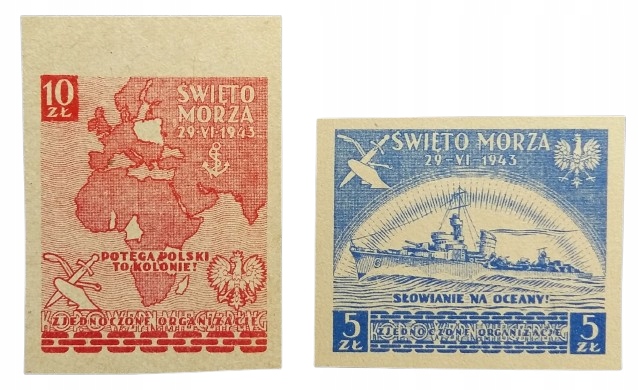 10
ZŁ
ŚWIĘTO
MORZA
29-VI-1943
POTĘGA POLSKI
TO KOLONIE!
ZJEDNOCZONE ORGANIZACJE
ŚWIĘTO MORZA
29-VI-1943
SŁOWIANIE NA OCEANY!
5
ZŁ
ZJEDNOCZONE ORGANIZACJE
5
ZŁ